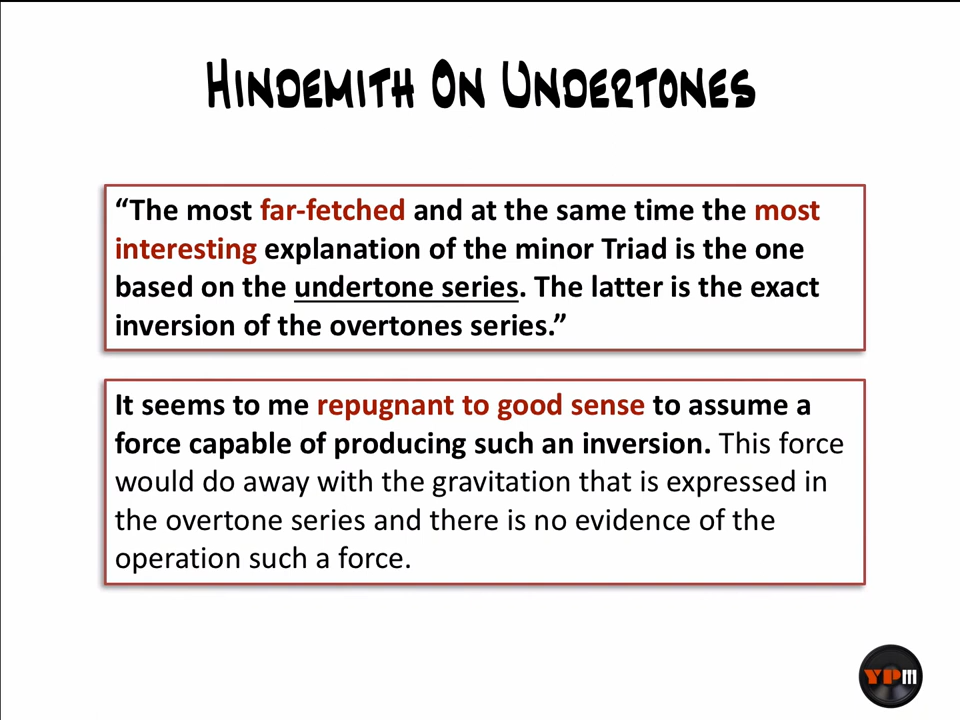 Hindemith On Undertones
“The most far-fetched and at the same time the most
interesting explanation of the minor Triad is the one
based on the undertone series. The latter is the exact
inversion of the overtones series.”
It seems to me repugnant to good sense to assume a
force capable of producing such an inversion. This force
would do away with the gravitation that is expressed in
the overtone series and there is no evidence of the
operation such a force.
YPM